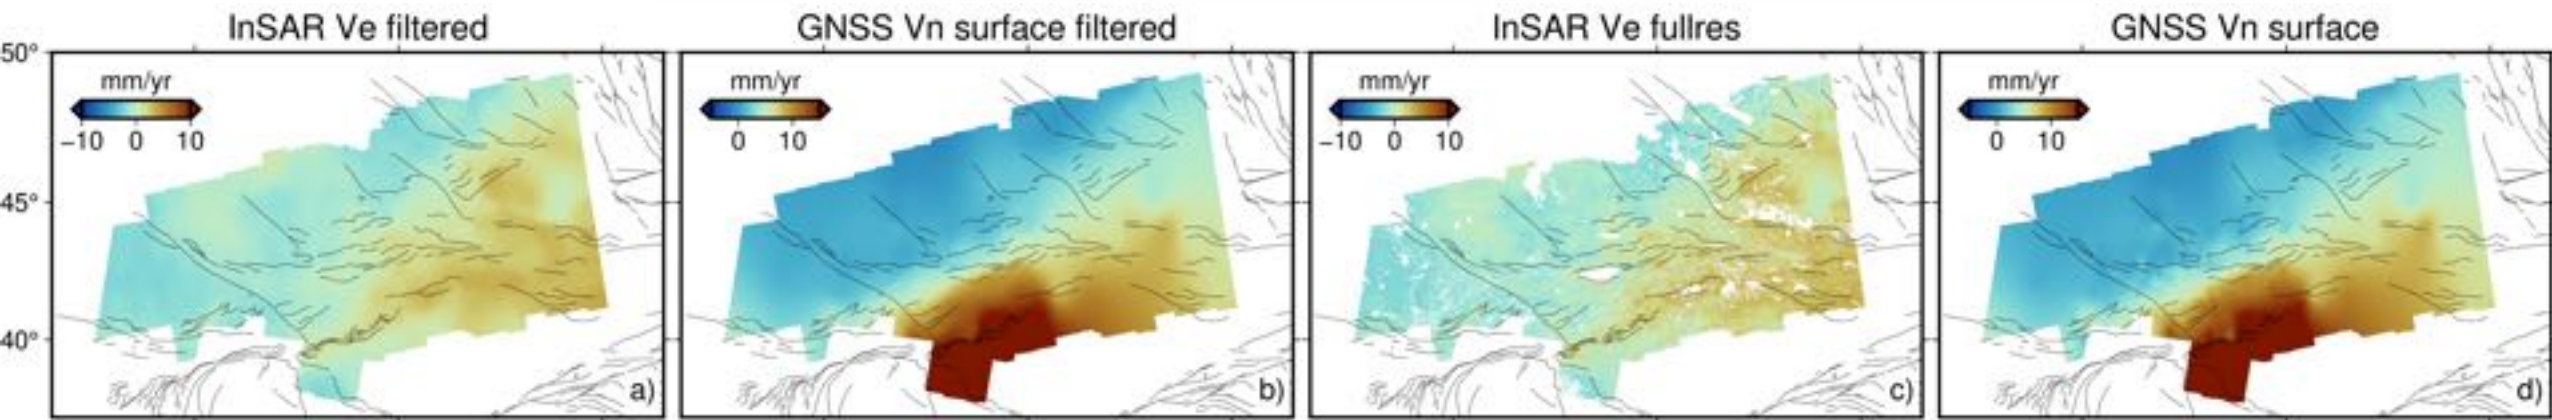 InSAR Ve filtered
GNSS Vn surface filtered
InSAR Ve fullres
GNSS Vn surface
50°
45°
40°
mm/yr
−10 0 10
a)
mm/yr
0 10
b)
mm/yr
−10 0 10
c)
mm/yr
0 10
d)